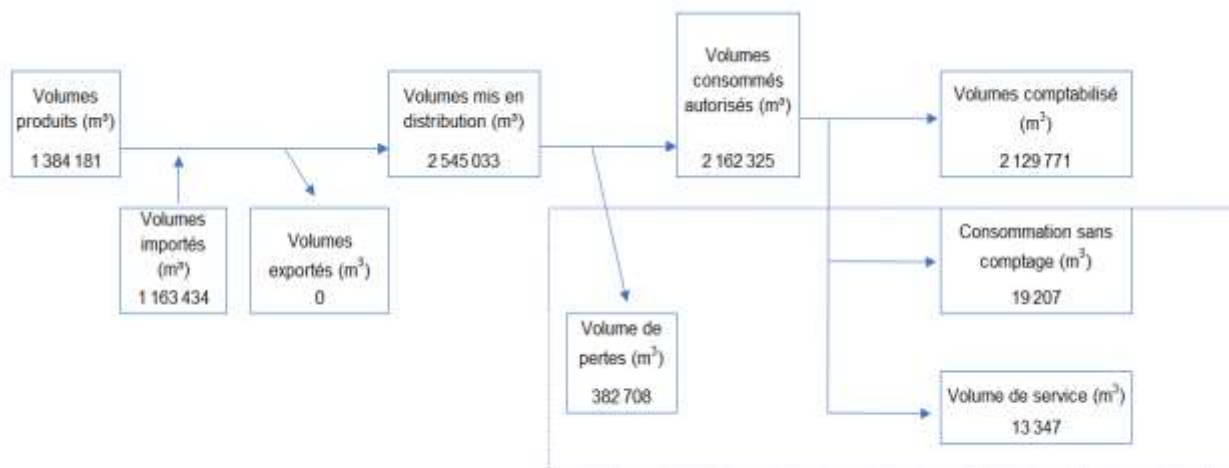 Volumes
produits (m³)
1 384 181
Volumes
importés
(m³)
1 163 434
Volumes
exportés (m³)
0
Volumes mis en
distribution (m³)
2 545 033
Volume de
pertes (m³)
382 708
Volumes
consommés
autorisés (m³)
2 162 325
Volumes comptabilisé
(m³)
2 129 771
Consommation sans
comptage (m³)
19 207
Volume de service (m³)
13 347